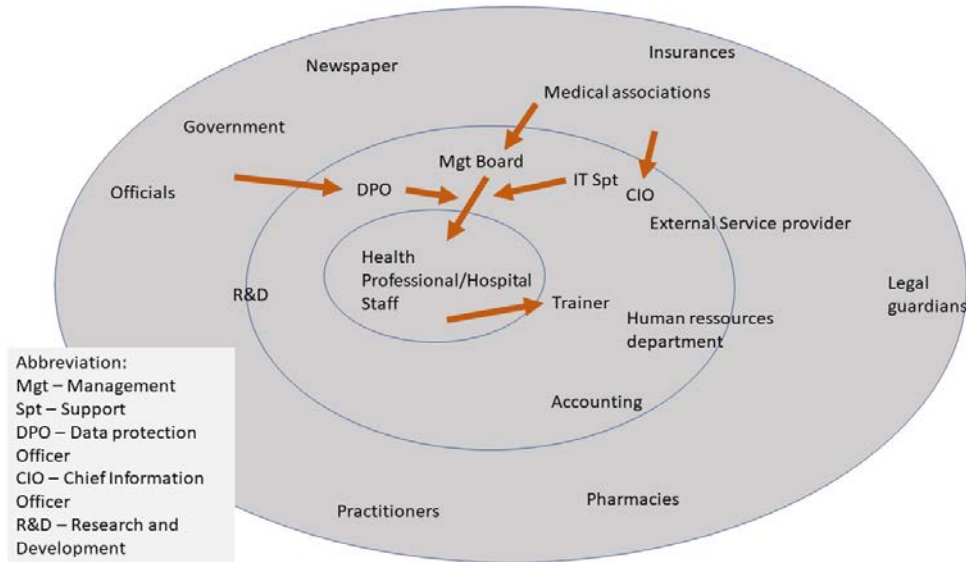 Insurances
Newspaper
Medical associations
Government
Mgt Board
Officials
DPO
IT Spt
CIO
External Service provider
Health
Professional/Hospital
Staff
R&D
Trainer
Legal
guardians
Human ressources
department
Accounting
Abbreviation:
Mgt – Management
Spt – Support
DPO – Data protection
Officer
CIO – Chief Information
Officer
R&D – Research and
Development
Practitioners
Pharmacies